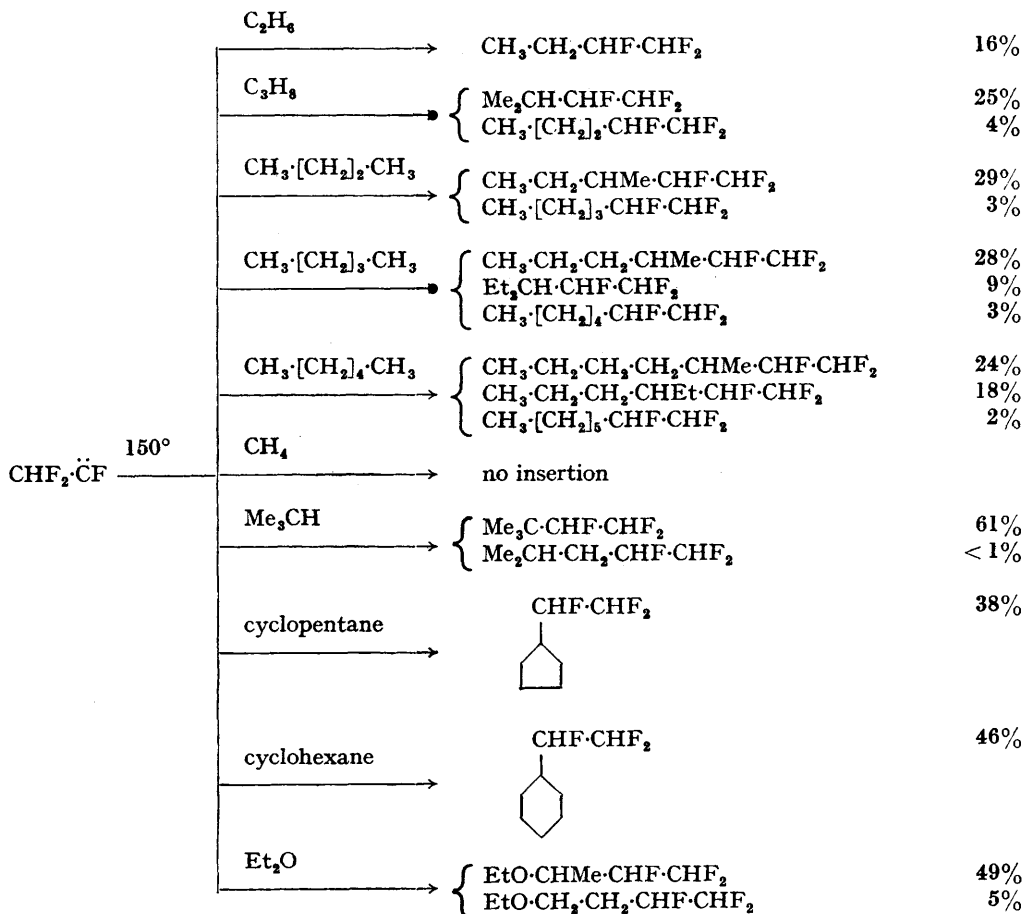 C₂H₆
CH₃·CH₂·CHF·CHF₂ 16%
C₃H₈
Me₂CH·CHF·CHF₂ 25%
CH₃·[CH₂]₂·CHF·CHF₂ 4%
CH₃·[CH₂]₂·CH₃
CH₃·CH₂·CHMe·CHF·CHF₂ 29%
CH₃·[CH₂]₃·CHF·CHF₂ 3%
CH₃·[CH₂]₃·CH₃
CH₃·CH₂·CH₂·CHMe·CHF·CHF₂ 28%
Et₂CH·CHF·CHF₂ 9%
CH₃·[CH₂]₄·CHF·CHF₂ 3%
CH₃·[CH₂]₄·CH₃
CH₃·CH₂·CH₂·CH₂·CHMe·CHF·CHF₂ 24%
CH₃·CH₂·CH₂·CHEt·CHF·CHF₂ 18%
CH₃·[CH₂]₅·CHF·CHF₂ 2%
CHF₂·C̈F 150°
CH₄
no insertion
Me₃CH
Me₃C·CHF·CHF₂ 61%
Me₂CH·CH₂·CHF·CHF₂ < 1%
cyclopentane
CHF·CHF₂ 38%
cyclohexane
CHF·CHF₂ 46%
Et₂O
EtO·CHMe·CHF·CHF₂ 49%
EtO·CH₂·CH₂·CHF·CHF₂ 5%